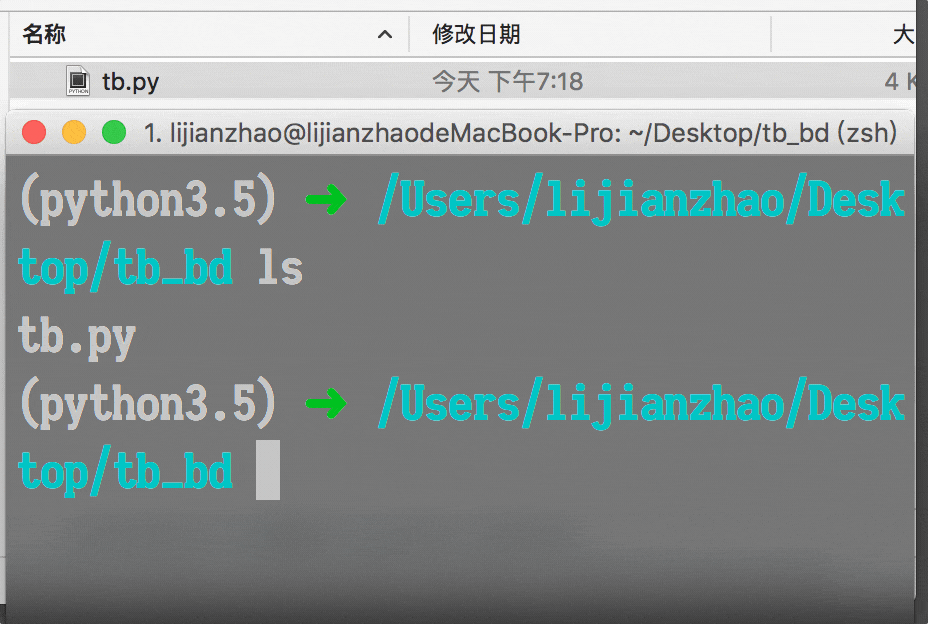 名称 修改日期 大
tb.py 今天 下午7:18 4 K
1. lijianzhao@lijianzhaodeMacBook-Pro: ~/Desktop/tb_bd (zsh)
(python3.5) ➜ /Users/lijianzhao/Desk
top/tb_bd ls
tb.py
(python3.5) ➜ /Users/lijianzhao/Desk
top/tb_bd